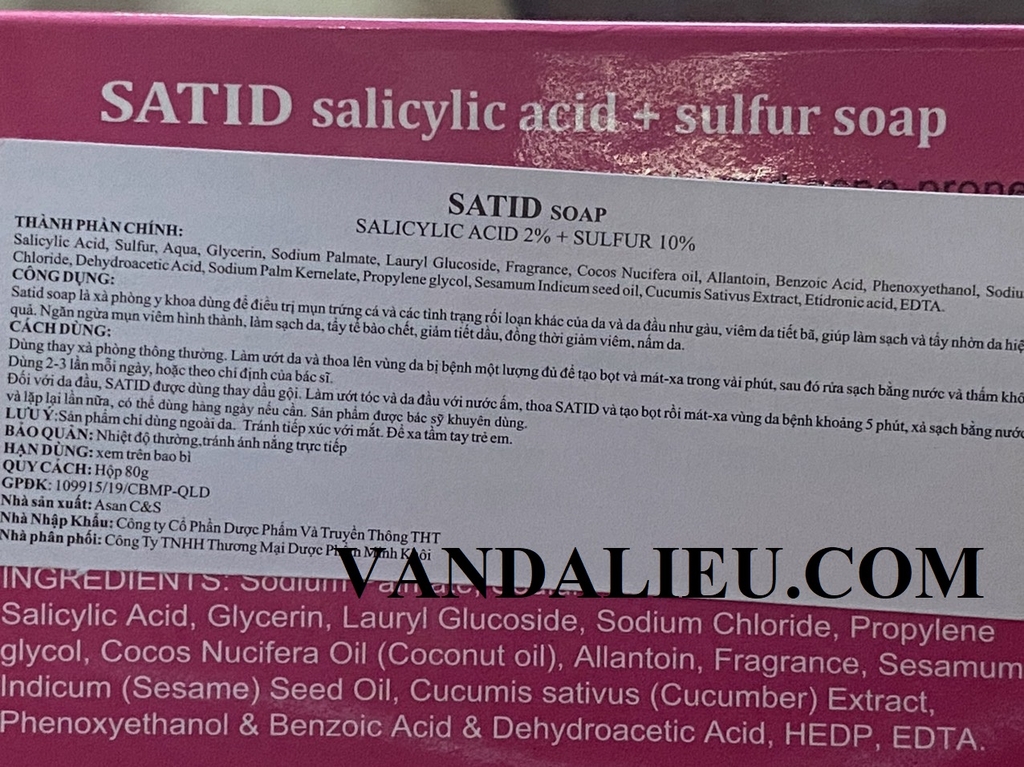 SATID salicylic acid + sulfur soap
SATID SOAP
SALICYLIC ACID 2% + SULFUR 10%
THÀNH PHẦN CHÍNH:
Salicylic Acid, Sulfur, Aqua, Glycerin, Sodium Palmate, Lauryl Glucoside, Fragrance, Cocos Nucifera oil, Allantoin, Benzoic Acid, Phenoxyethanol, Sodiu
Chloride, Dehydroacetic Acid, Sodium Palm Kernelate, Propylene glycol, Sesamum Indicum seed oil, Cucumis Sativus Extract, Etidronic acid, EDTA.
CÔNG DỤNG:
Satid soap là xà phòng y khoa dùng để điều trị mụn trứng cá và các tình trạng rối loạn khác của da và da đầu như gàu, viêm da tiết bã, giúp làm sạch và tẩy nhờn da hiệ
quả. Ngăn ngừa mụn viêm hình thành, làm sạch da, tẩy tế bào chết, giảm tiết dầu, đồng thời giảm viêm, nấm da.
CÁCH DÙNG:
Dùng thay xà phòng thông thường. Làm ướt da và thoa lên vùng da bị bệnh một lượng đủ để tạo bọt và mát-xa trong vài phút, sau đó rửa sạch bằng nước và thấm khô
Dùng 2-3 lần mỗi ngày, hoặc theo chỉ định của bác sĩ.
Đối với da đầu, SATID được dùng thay dầu gội. Làm ướt tóc và da đầu với nước ấm, thoa SATID và tạo bọt rồi mát-xa vùng da bệnh khoảng 5 phút, xả sạch bằng nước
và lặp lại lần nữa, có thể dùng hàng ngày nếu cần. Sản phẩm được bác sỹ khuyên dùng.
LƯU Ý:Sản phẩm chỉ dùng ngoài da. Tránh tiếp xúc với mắt. Để xa tầm tay trẻ em.
BẢO QUẢN: Nhiệt độ thường,tránh ánh nắng trực tiếp
HẠN DÙNG: xem trên bao bì
QUY CÁCH: Hộp 80g
GPĐK: 109915/19/CBMP-QLD
Nhà sản xuất: Asan C&S
Nhà Nhập Khẩu: Công ty Cổ Phần Dược Phẩm Và Truyền Thông THT
Nhà phân phối: Công Ty TNHH Thương Mại Dược Phẩm Minh Khôi
VANDALIEU.COM
INGREDIENTS: Sodium
Salicylic Acid, Glycerin, Lauryl Glucoside, Sodium Chloride, Propylene
glycol, Cocos Nucifera Oil (Coconut oil), Allantoin, Fragrance, Sesamum
Indicum (Sesame) Seed Oil, Cucumis sativus (Cucumber) Extract,
Phenoxyethanol & Benzoic Acid & Dehydroacetic Acid, HEDP, EDTA.